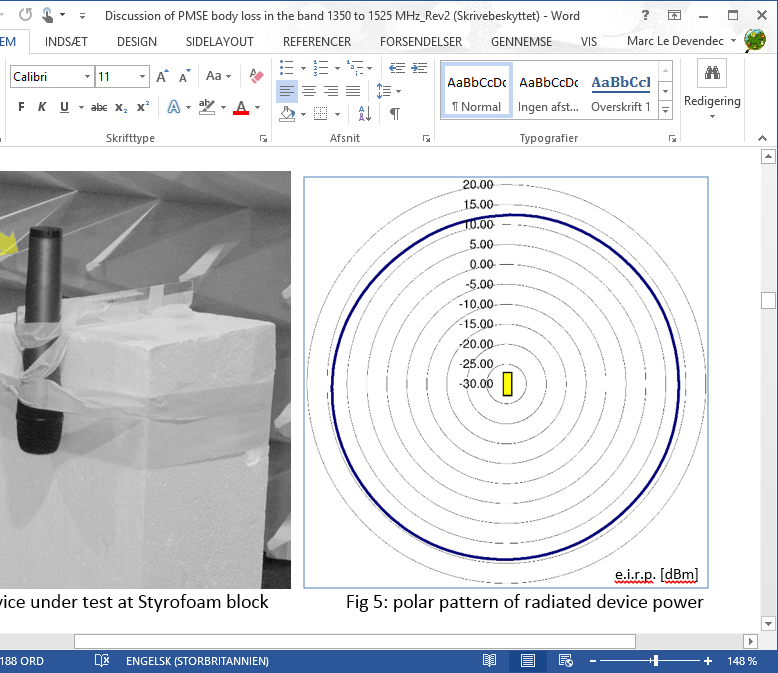 Discussion of PMSE body loss in the band 1350 to 1525 MHz_Rev2 (Skrivebeskyttet) - Word
EM INDSÆT DESIGN SIDELAYOUT REFERENCER FORSENDELSER GENNEMSE VIS Marc Le Devendec
Calibri 11 A A Aa
F K U abc x₂ x² A ab A
AaBbCcDc AaBbCcDc AaBbCcI
¶ Normal Ingen afst... Overskrift 1
Redigering
Skrifttype Afsnit Typografier
20.00
15.00
10.00
5.00
0.00
-5.00
-10.00
-15.00
-20.00
-25.00
-30.00
e.i.r.p. [dBm]
vice under test at Styrofoam block
Fig 5: polar pattern of radiated device power
188 ORD ENGELSK (STORBRITANNIEN) 148 %